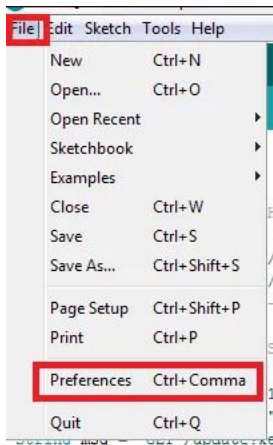 File Edit Sketch Tools Help
New Ctrl+N
Open... Ctrl+O
Open Recent
Sketchbook
Examples
Close Ctrl+W
Save Ctrl+S
Save As... Ctrl+Shift+S
Page Setup Ctrl+Shift+P
Print Ctrl+P
Preferences Ctrl+Comma
Quit Ctrl+Q